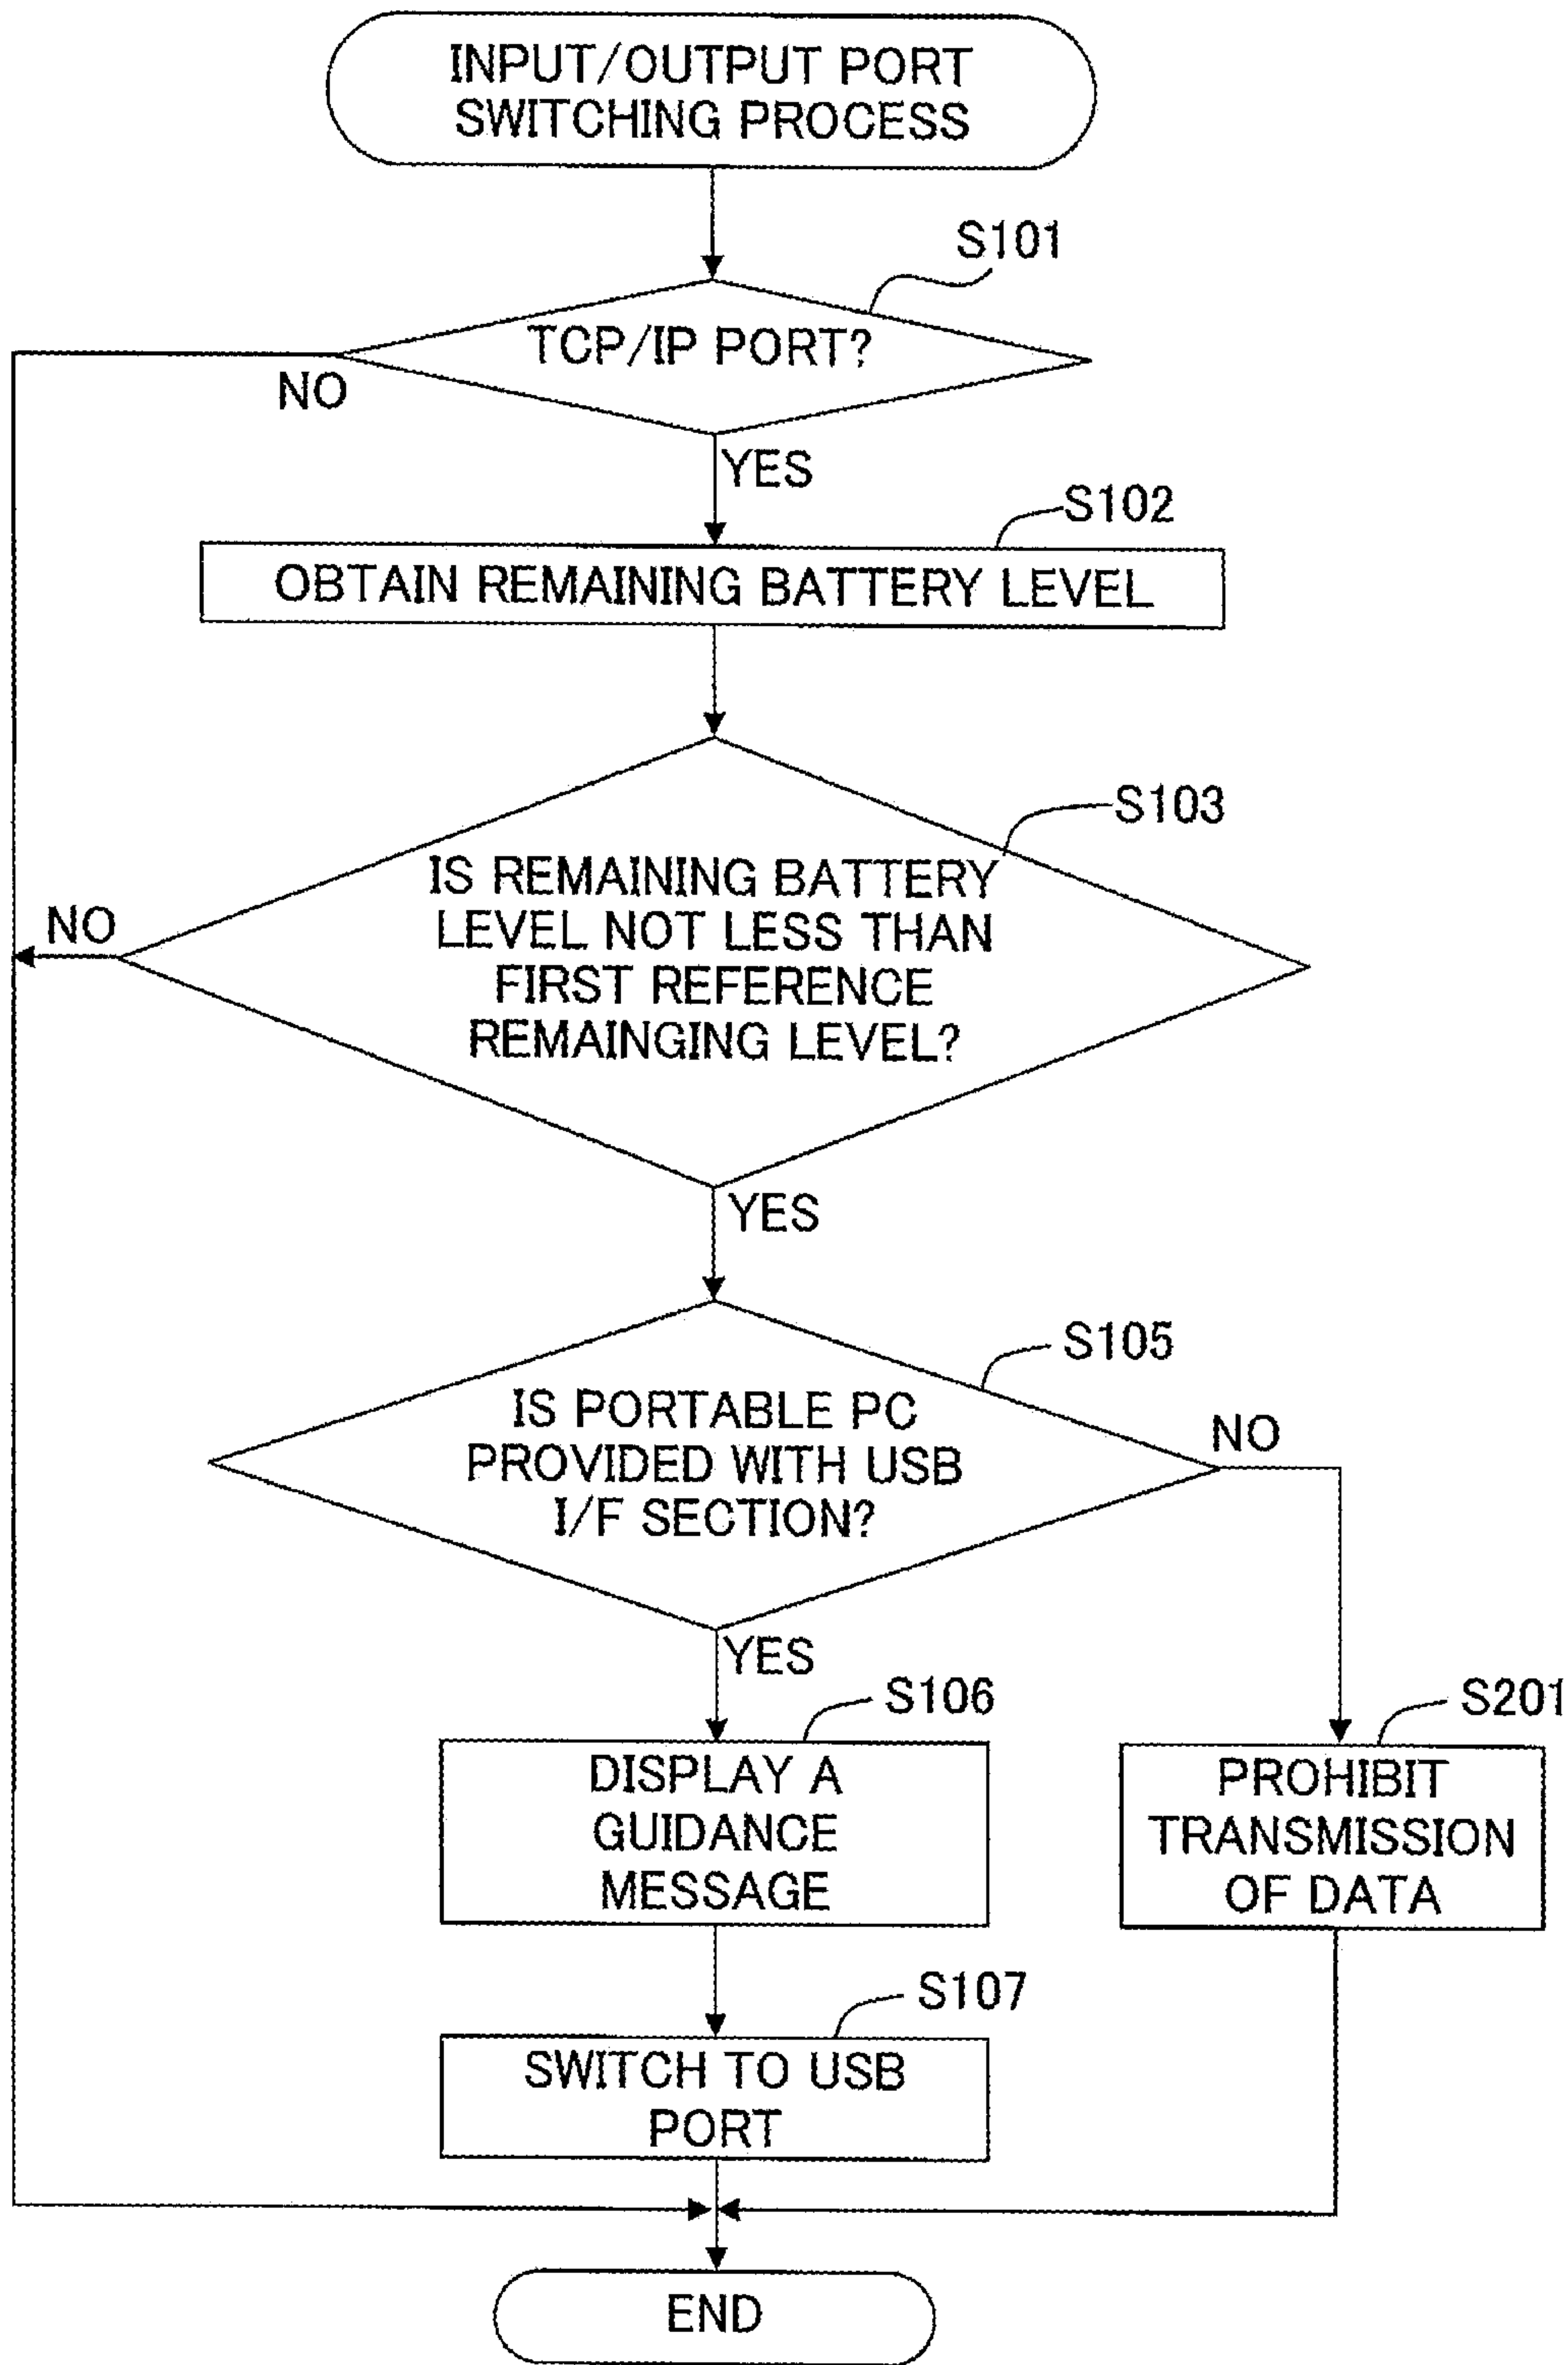 INPUT/OUTPUT PORT
SWITCHING PROCESS
S101
TCP/IP PORT?
NO
YES
S102
OBTAIN REMAINING BATTERY LEVEL
S103
IS REMAINING BATTERY
LEVEL NOT LESS THAN
FIRST REFERENCE
REMAINGING LEVEL?
NO
YES
S105
IS PORTABLE PC
PROVIDED WITH USB
I/F SECTION?
NO
YES
S106
DISPLAY A
GUIDANCE
MESSAGE
S201
PROHIBIT
TRANSMISSION
OF DATA
S107
SWITCH TO USB
PORT
END